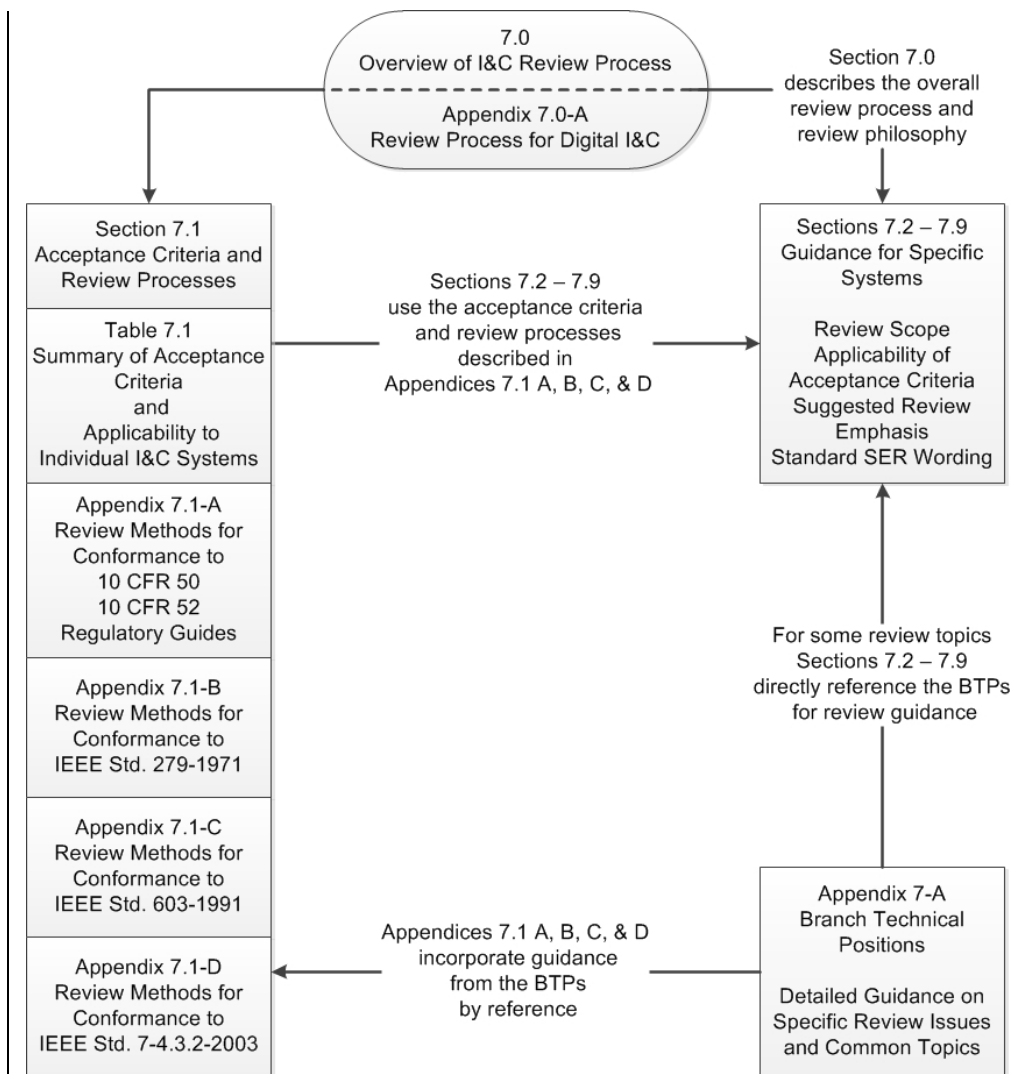 7.0
Overview of I&C Review Process
Appendix 7.0-A
Review Process for Digital I&C
Section 7.0
describes the overall
review process and
review philosophy
Section 7.1
Acceptance Criteria and
Review Processes
Table 7.1
Summary of Acceptance
Criteria
and
Applicability to
Individual I&C Systems
Appendix 7.1-A
Review Methods for
Conformance to
10 CFR 50
10 CFR 52
Regulatory Guides
Appendix 7.1-B
Review Methods for
Conformance to
IEEE Std. 279-1971
Appendix 7.1-C
Review Methods for
Conformance to
IEEE Std. 603-1991
Appendix 7.1-D
Review Methods for
Conformance to
IEEE Std. 7-4.3.2-2003
Sections 7.2 – 7.9
use the acceptance criteria
and review processes
described in
Appendices 7.1 A, B, C, & D
Sections 7.2 – 7.9
Guidance for Specific
Systems
Review Scope
Applicability of
Acceptance Criteria
Suggested Review
Emphasis
Standard SER Wording
For some review topics
Sections 7.2 – 7.9
directly reference the BTPs
for review guidance
Appendices 7.1 A, B, C, & D
incorporate guidance
from the BTPs
by reference
Appendix 7-A
Branch Technical
Positions
Detailed Guidance on
Specific Review Issues
and Common Topics